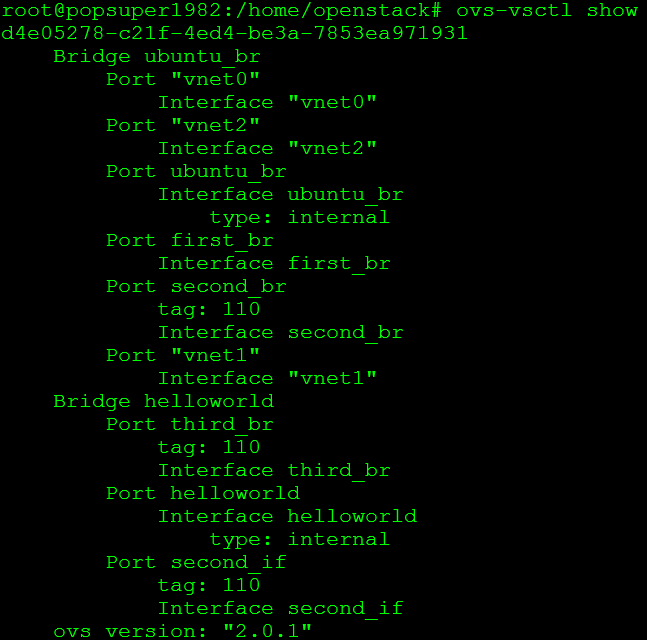 root@popsuper1982:/home/openstack# ovs-vsctl show
d4e05278-c21f-4ed4-be3a-7853ea971931
    Bridge ubuntu_br
        Port "vnet0"
            Interface "vnet0"
        Port "vnet2"
            Interface "vnet2"
        Port ubuntu_br
            Interface ubuntu_br
                type: internal
        Port first_br
            Interface first_br
        Port second_br
            tag: 110
            Interface second_br
        Port "vnet1"
            Interface "vnet1"
    Bridge helloworld
        Port third_br
            tag: 110
            Interface third_br
        Port helloworld
            Interface helloworld
                type: internal
        Port second_if
            tag: 110
            Interface second_if
    ovs version: "2.0.1"